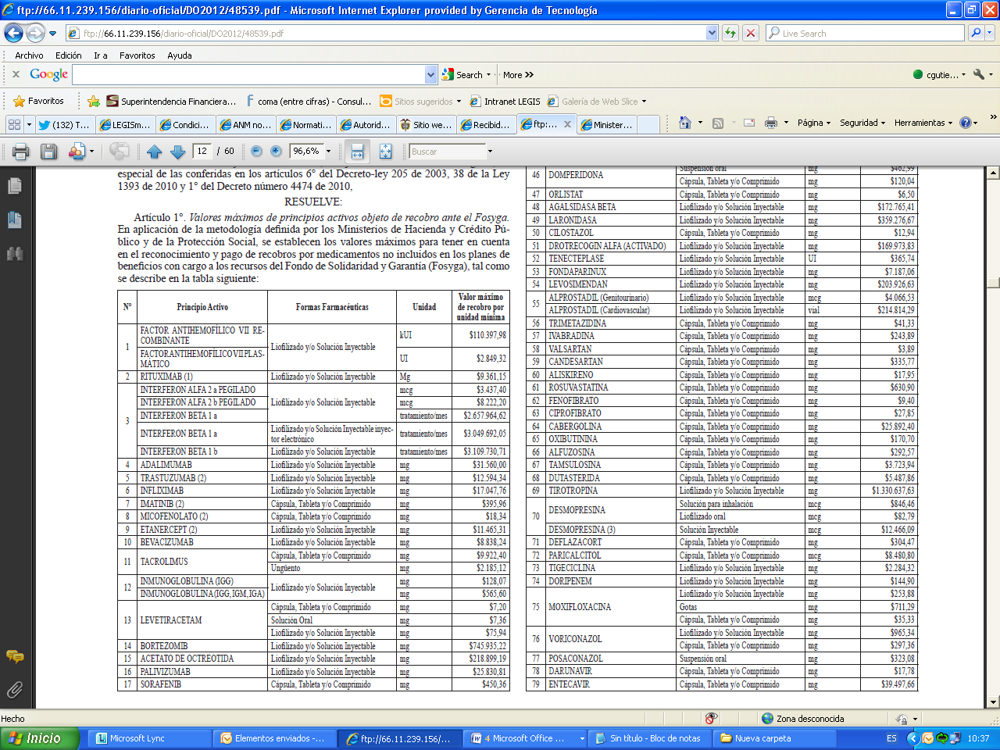 ftp://66.11.239.156/diario-oficial/DO2012/48539.pdf - Microsoft Internet Explorer provided by Gerencia de Tecnología
ftp://66.11.239.156/diario-oficial/DO2012/48539.pdf
Live Search
Archivo Edición Ir a Favoritos Ayuda
x Google Search More >> cgutie...
Favoritos Superintendencia Financiera... coma (entre cifras) - Consul... Sitios sugeridos Intranet LEGIS Galería de Web Slice
(132) T... LEGISm... Condici... ANM no... Normati... Autorid... Sitio we... Recibid... ftp:... X Minister... Página Seguridad Herramientas >>
12 / 60 96,6% Buscar
especial de las conferidas en los artículos 6° del Decreto-ley 205 de 2003, 38 de la Ley
1393 de 2010 y 1° del Decreto número 4474 de 2010,
RESUELVE:
Artículo 1°. Valores máximos de principios activos objeto de recobro ante el Fosyga.
En aplicación de la metodología definida por los Ministerios de Hacienda y Crédito Pú-
blico y de la Protección Social, se establecen los valores máximos para tener en cuenta
en el reconocimiento y pago de recobros por medicamentos no incluidos en los planes de
beneficios con cargo a los recursos del Fondo de Solidaridad y Garantía (Fosyga), tal como
se describe en la tabla siguiente:
N° Principio Activo Formas Farmacéuticas Unidad Valor máximo de recobro por unidad mínima
1 FACTOR ANTIHEMOFÍLICO VII RE-
COMBINANTE Liofilizado y/o Solución Inyectable kUI $110.397,98
FACTOR ANTIHEMOFÍLICO VII PLAS-
MÁTICO UI $2.849,32
2 RITUXIMAB (1) Liofilizado y/o Solución Inyectable Mg $9.361,15
3 INTERFERON ALFA 2 a PEGILADO Liofilizado y/o Solución Inyectable mcg $3.437,40
INTERFERON ALFA 2 b PEGILADO mcg $8.222,20
INTERFERON BETA 1 a tratamiento/mes $2.657.964,62
INTERFERON BETA 1 a Liofilizado y/o Solución Inyectable inyec-
tor electrónico tratamiento/mes $3.049.692,05
INTERFERON BETA 1 b Liofilizado y/o Solución Inyectable tratamiento/mes $3.109.730,71
4 ADALIMUMAB Liofilizado y/o Solución Inyectable mg $31.560,00
5 TRASTUZUMAB (2) Liofilizado y/o Solución Inyectable mg $12.594,34
6 INFLIXIMAB Liofilizado y/o Solución Inyectable mg $17.047,76
7 IMATINIB (2) Cápsula, Tableta y/o Comprimido mg $395,96
8 MICOFENOLATO (2) Cápsula, Tableta y/o Comprimido mg $18,34
9 ETANERCEPT (2) Liofilizado y/o Solución Inyectable mg $11.465,31
10 BEVACIZUMAB Liofilizado y/o Solución Inyectable mg $8.838,24
11 TACROLIMUS Cápsula, Tableta y/o Comprimido mg $9.922,40
Ungüento mg $2.185,12
12 INMUNOGLOBULINA (IGG) Liofilizado y/o Solución Inyectable mg $128,07
INMUNOGLOBULINA (IGG, IGM, IGA) mg $565,60
13 LEVETIRACETAM Cápsula, Tableta y/o Comprimido mg $7,20
Solución Oral mg $7,36
Liofilizado y/o Solución Inyectable mg $75,94
14 BORTEZOMIB Liofilizado y/o Solución Inyectable mg $745.935,22
15 ACETATO DE OCTREOTIDA Liofilizado y/o Solución Inyectable mg $218.899,19
16 PALIVIZUMAB Liofilizado y/o Solución Inyectable mg $25.830,81
17 SORAFENIB Cápsula, Tableta y/o Comprimido mg $450,36
46 DOMPERIDONA Suspensión oral mg $462,99
Cápsula, Tableta y/o Comprimido mg $120,04
47 ORLISTAT Cápsula, Tableta y/o Comprimido mg $6,50
48 AGALSIDASA BETA Liofilizado y/o Solución Inyectable mg $172.765,41
49 LARONIDASA Liofilizado y/o Solución Inyectable mg $359.276,67
50 CILOSTAZOL Cápsula, Tableta y/o Comprimido mg $12,94
51 DROTRECOGIN ALFA (ACTIVADO) Liofilizado y/o Solución Inyectable mg $169.973,83
52 TENECTEPLASE Liofilizado y/o Solución Inyectable UI $365,74
53 FONDAPARINUX Liofilizado y/o Solución Inyectable mg $7.187,06
54 LEVOSIMENDAN Liofilizado y/o Solución Inyectable mg $203.926,63
55 ALPROSTADIL (Genitourinario) Liofilizado y/o Solución Inyectable mcg $4.066,53
ALPROSTADIL (Cardiovascular) Liofilizado y/o Solución Inyectable vial $214.814,29
56 TRIMETAZIDINA Cápsula, Tableta y/o Comprimido mg $41,33
57 IVABRADINA Cápsula, Tableta y/o Comprimido mg $243,89
58 VALSARTAN Cápsula, Tableta y/o Comprimido mg $3,89
59 CANDESARTAN Cápsula, Tableta y/o Comprimido mg $335,77
60 ALISKIRENO Cápsula, Tableta y/o Comprimido mg $17,95
61 ROSUVASTATINA Cápsula, Tableta y/o Comprimido mg $630,90
62 FENOFIBRATO Cápsula, Tableta y/o Comprimido mg $9,40
63 CIPROFIBRATO Cápsula, Tableta y/o Comprimido mg $27,85
64 CABERGOLINA Cápsula, Tableta y/o Comprimido mg $25.892,40
65 OXIBUTININA Cápsula, Tableta y/o Comprimido mg $170,70
66 ALFUZOSINA Cápsula, Tableta y/o Comprimido mg $292,57
67 TAMSULOSINA Cápsula, Tableta y/o Comprimido mg $3.723,94
68 DUTASTERIDA Cápsula, Tableta y/o Comprimido mg $5.487,86
69 TIROTROPINA Liofilizado y/o Solución Inyectable mg $1.330.637,63
70 DESMOPRESINA Solución para inhalación mcg $846,46
Liofilizado oral mcg $82,79
DESMOPRESINA (3) Solución Inyectable mcg $12.466,09
71 DEFLAZACORT Cápsula, Tableta y/o Comprimido mg $304,47
72 PARICALCITOL Cápsula, Tableta y/o Comprimido mcg $8.480,80
73 TIGECICLINA Liofilizado y/o Solución Inyectable mg $2.284,32
74 DORIPENEM Liofilizado y/o Solución Inyectable mg $144,90
75 MOXIFLOXACINA Liofilizado y/o Solución Inyectable mg $253,88
Gotas mg $711,29
Cápsula, Tableta y/o Comprimido mg $35,33
76 VORICONAZOL Liofilizado y/o Solución Inyectable mg $965,34
Cápsula, Tableta y/o Comprimido mg $297,36
77 POSACONAZOL Suspensión oral mg $323,08
78 DARUNAVIR Cápsula, Tableta y/o Comprimido mg $17,78
79 ENTECAVIR Cápsula, Tableta y/o Comprimido mg $39.497,66
Hecho Zona desconocida
Inicio Microsoft Lync Elementos enviados -... ftp://66.11.239.156/... 4 Microsoft Office ... Sin título - Bloc de notas Nueva carpeta ES 10:37